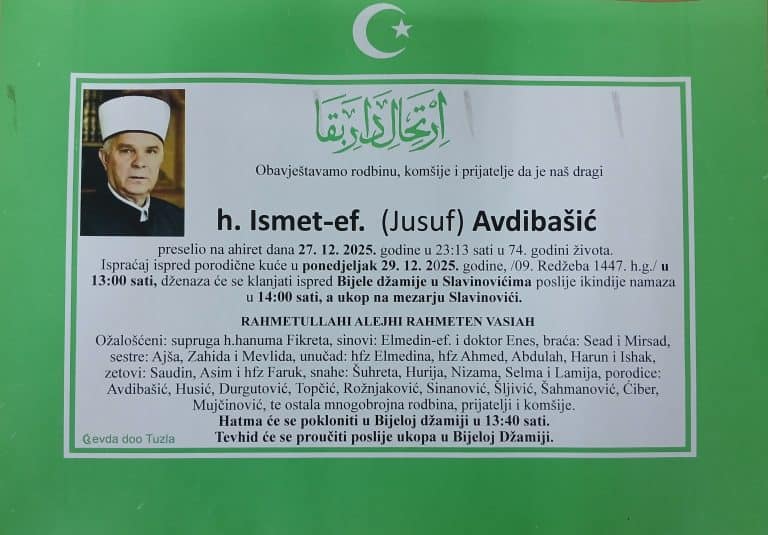 اِرتِحَالِ دَارِ بَقَا
Obavještavamo rodbinu, komšije i prijatelje da je naš dragi
h. Ismet-ef. (Jusuf) Avdibašić
preselio na ahiret dana 27. 12. 2025. godine u 23:13 sati u 74. godini života.
Ispraćaj ispred porodične kuće u ponedjeljak 29. 12. 2025. godine, /09. Redžeba 1447. h.g./ u
13:00 sati, dženaza će se klanjati ispred Bijele džamije u Slavinovićima poslije ikindije namaza
u 14:00 sati, a ukop na mezarju Slavinovići.
RAHMETULLAHI ALEJHI RAHMETEN VASIAH
Ožalošćeni: supruga h.hanuma Fikreta, sinovi: Elmedin-ef. i doktor Enes, braća: Sead i Mirsad,
sestre: Ajša, Zahida i Mevlida, unučad: hfz Elmedina, hfz Ahmed, Abdulah, Harun i Ishak,
zetovi: Saudin, Asim i hfz Faruk, snahe: Šuhreta, Hurija, Nizama, Selma i Lamija, porodice:
Avdibašić, Husić, Durgutović, Topčić, Rožnjaković, Sinanović, Šljivić, Šahmanović, Ćiber,
Mujčinović, te ostala mnogobrojna rodbina, prijatelji i komšije.
Hatma će se pokloniti u Bijeloj džamiji u 13:40 sati.
Tevhid će se proučiti poslije ukopa u Bijeloj Džamiji.
Gevda doo Tuzla